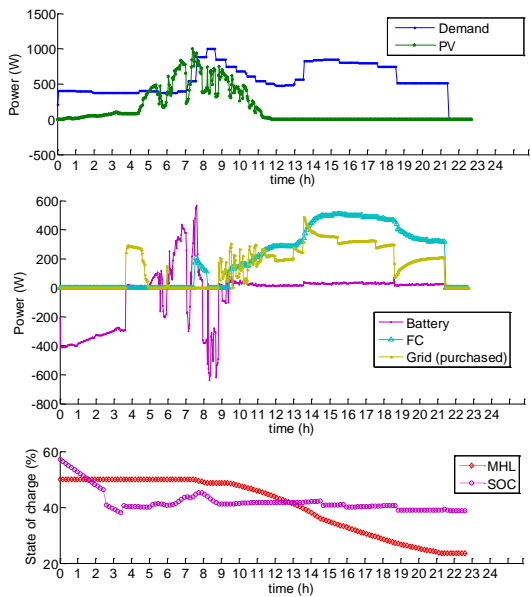 Demand
PV
1500
1000
500
0
-500
Power (W)
0 1 2 3 4 5 6 7 8 9 10 11 12 13 14 15 16 17 18 19 20 21 22 23 24
time (h)
600
400
200
0
-200
-400
-600
-800
Power (W)
Battery
FC
Grid (purchased)
0 1 2 3 4 5 6 7 8 9 10 11 12 13 14 15 16 17 18 19 20 21 22 23 24
time (h)
60
40
20
State of charge (%)
MHL
SOC
0 1 2 3 4 5 6 7 8 9 10 11 12 13 14 15 16 17 18 19 20 21 22 23 24
time (h)